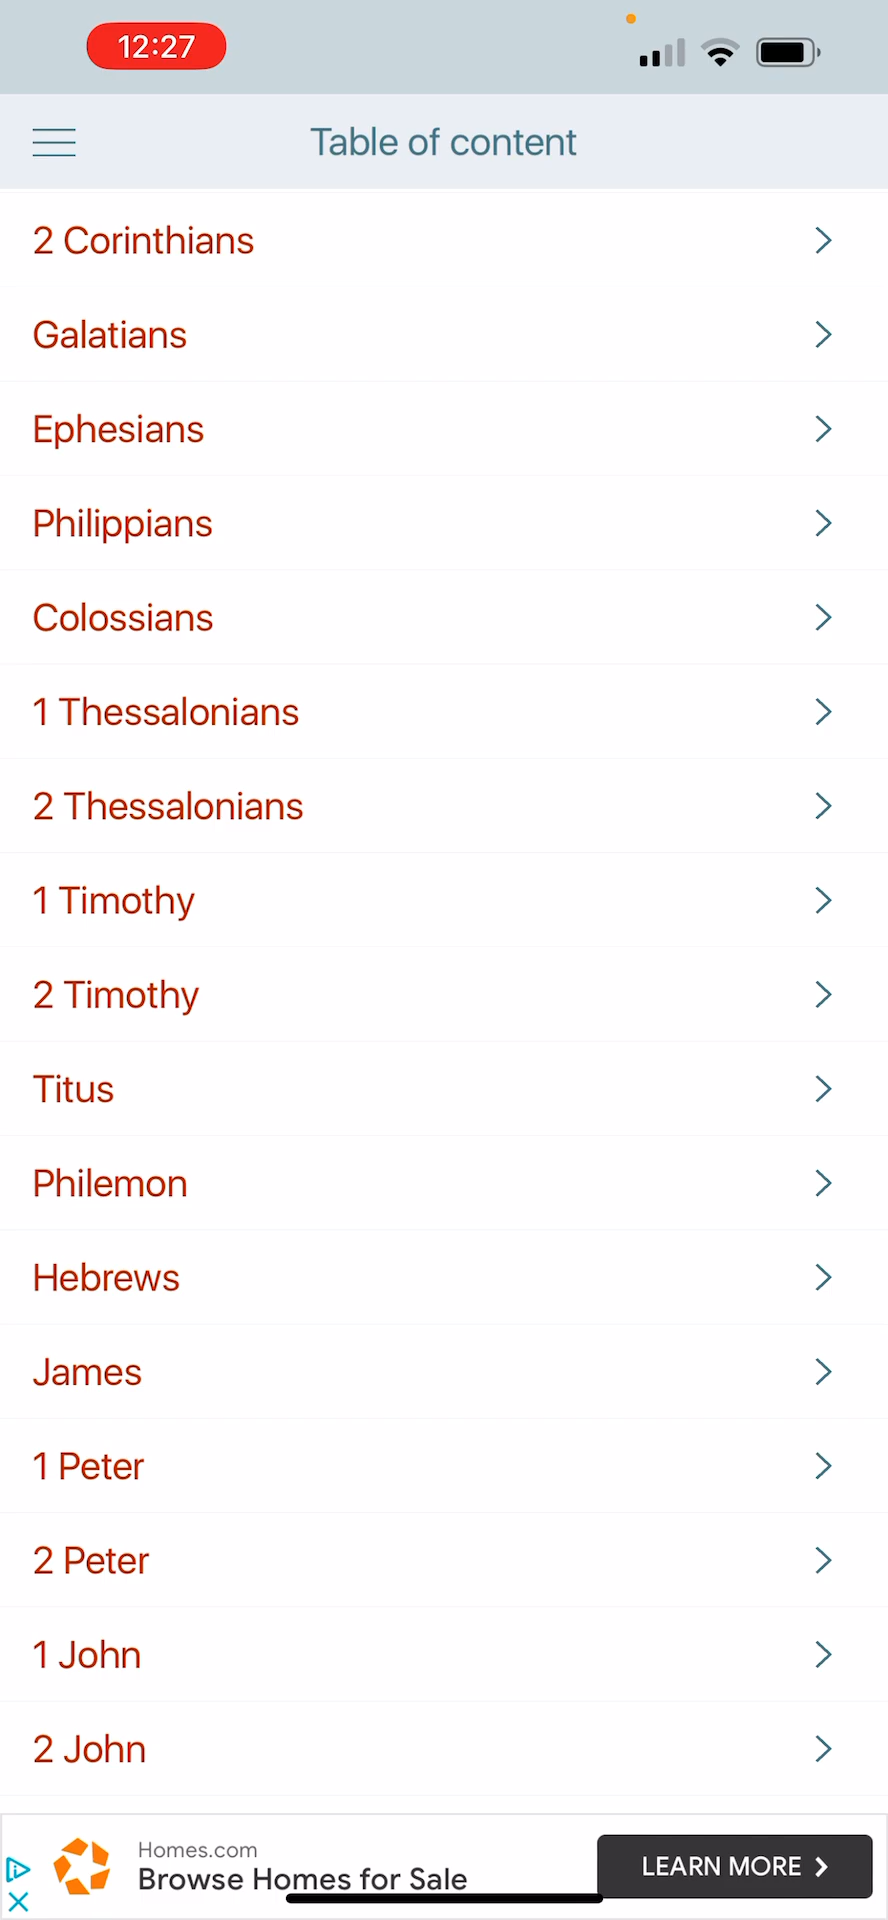 12:27
Table of content
2 Corinthians
Galatians
Ephesians
Philippians
Colossians
1 Thessalonians
2 Thessalonians
1 Timothy
2 Timothy
Titus
Philemon
Hebrews
James
1 Peter
2 Peter
1 John
2 John
Homes.com
Browse Homes for Sale
LEARN MORE